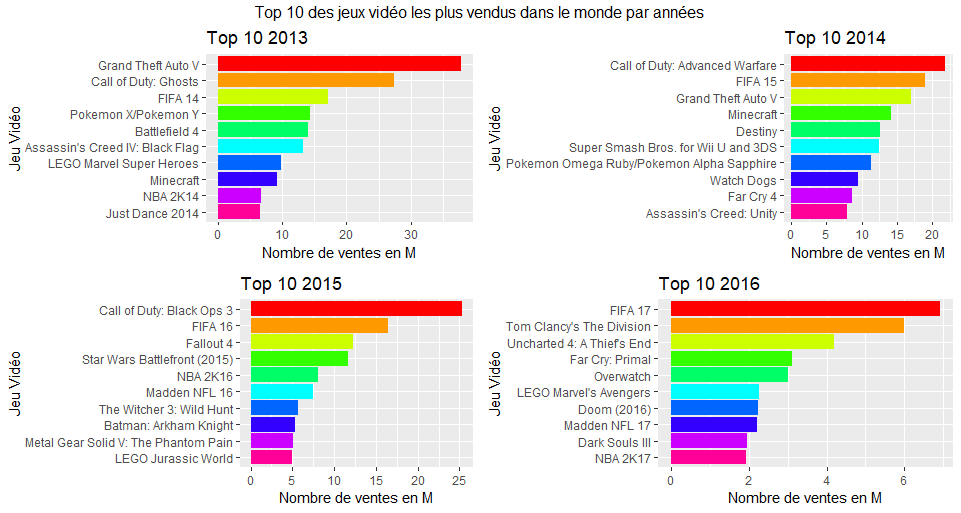 Top 10 des jeux vidéo les plus vendus dans le monde par années
Top 10 2013
Jeu Vidéo
Grand Theft Auto V
Call of Duty: Ghosts
FIFA 14
Pokemon X/Pokemon Y
Battlefield 4
Assassin's Creed IV: Black Flag
LEGO Marvel Super Heroes
Minecraft
NBA 2K14
Just Dance 2014
0 10 20 30
Nombre de ventes en M
Top 10 2014
Jeu Vidéo
Call of Duty: Advanced Warfare
FIFA 15
Grand Theft Auto V
Minecraft
Destiny
Super Smash Bros. for Wii U and 3DS
Pokemon Omega Ruby/Pokemon Alpha Sapphire
Watch Dogs
Far Cry 4
Assassin's Creed: Unity
0 5 10 15 20
Nombre de ventes en M
Top 10 2015
Jeu Vidéo
Call of Duty: Black Ops 3
FIFA 16
Fallout 4
Star Wars Battlefront (2015)
NBA 2K16
Madden NFL 16
The Witcher 3: Wild Hunt
Batman: Arkham Knight
Metal Gear Solid V: The Phantom Pain
LEGO Jurassic World
0 5 10 15 20 25
Nombre de ventes en M
Top 10 2016
Jeu Vidéo
FIFA 17
Tom Clancy's The Division
Uncharted 4: A Thief's End
Far Cry: Primal
Overwatch
LEGO Marvel's Avengers
Doom (2016)
Madden NFL 17
Dark Souls III
NBA 2K17
0 2 4 6
Nombre de ventes en M